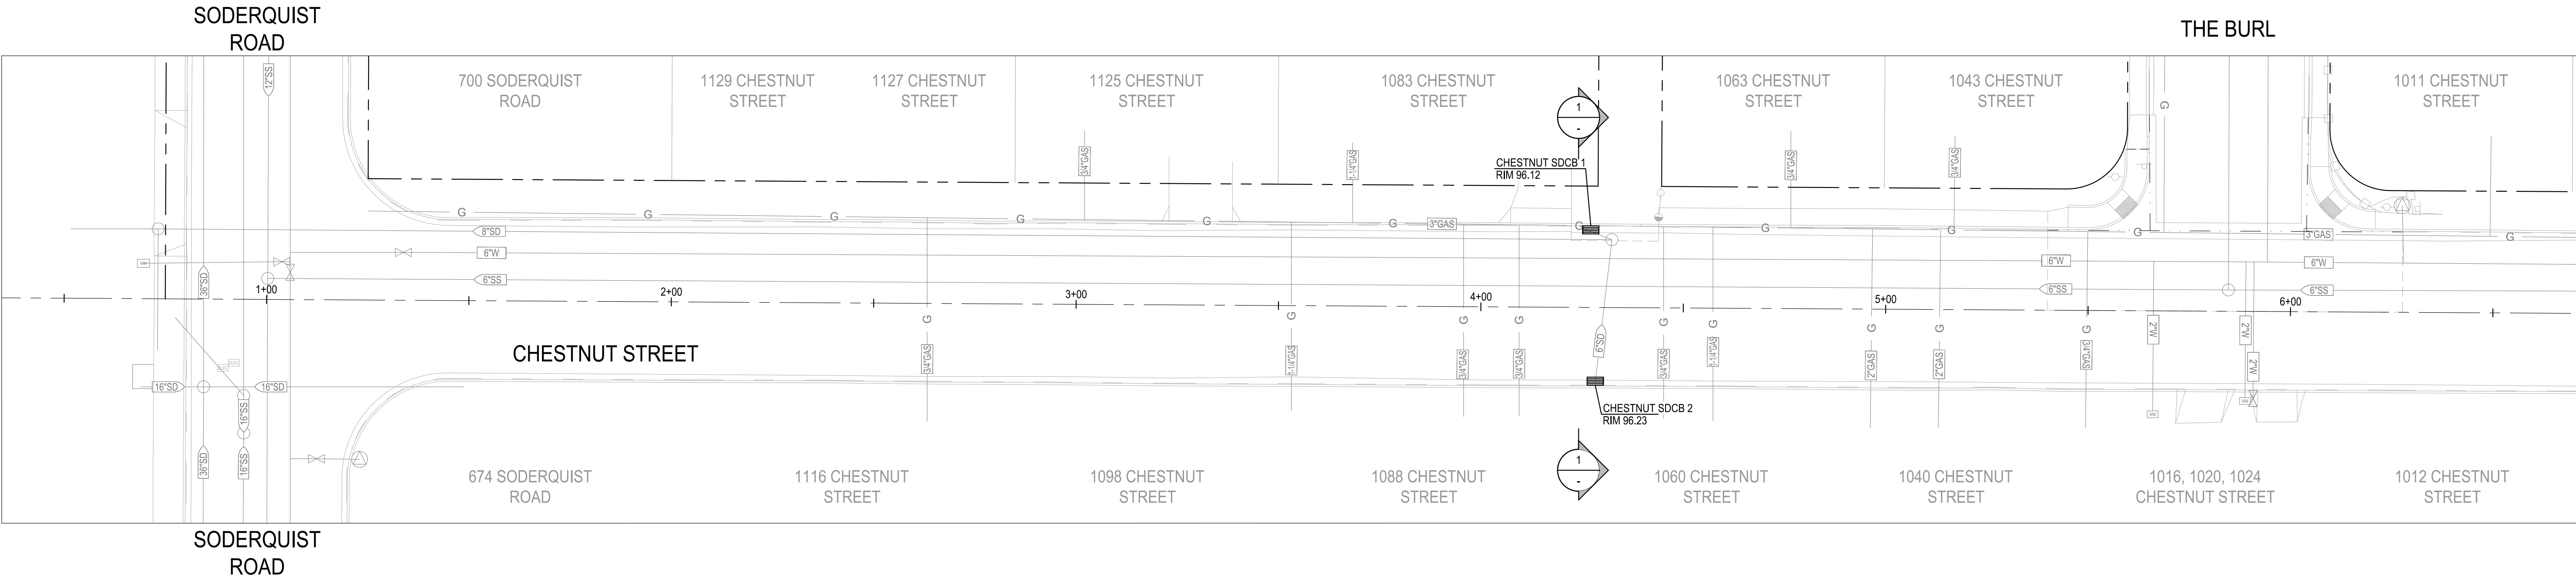 SODERQUIST
ROAD
THE BURL
12"SS
700 SODERQUIST
ROAD
1129 CHESTNUT
STREET
1127 CHESTNUT
STREET
1125 CHESTNUT
STREET
1083 CHESTNUT
STREET
1063 CHESTNUT
STREET
1043 CHESTNUT
STREET
1011 CHESTNUT
STREET
G
1
-
3/4"GAS
1-1/4"GAS
3/4"GAS
3/4"GAS
CHESTNUT SDCB 1
RIM 96.12
G
G
G
G
G
G
3"GAS
G
G
G
G
3"GAS
G
8"SD
6"W
6"W
6"W
36"SD
6"SS
6"SS
6"SS
1+00
2+00
3+00
4+00
5+00
6+00
G
G
G
G
G
G
G
G
G
6"SD
2"W
2"W
CHESTNUT STREET
3/4"GAS
1-1/4"GAS
3/4"GAS
3/4"GAS
3/4"GAS
1-1/4"GAS
2"GAS
2"GAS
3/4"GAS
2"W
16"SD
16"SD
16"SS
CHESTNUT SDCB 2
RIM 96.23
36"SD
16"SS
1
-
674 SODERQUIST
ROAD
1116 CHESTNUT
STREET
1098 CHESTNUT
STREET
1088 CHESTNUT
STREET
1060 CHESTNUT
STREET
1040 CHESTNUT
STREET
1016, 1020, 1024
CHESTNUT STREET
1012 CHESTNUT
STREET
SODERQUIST
ROAD